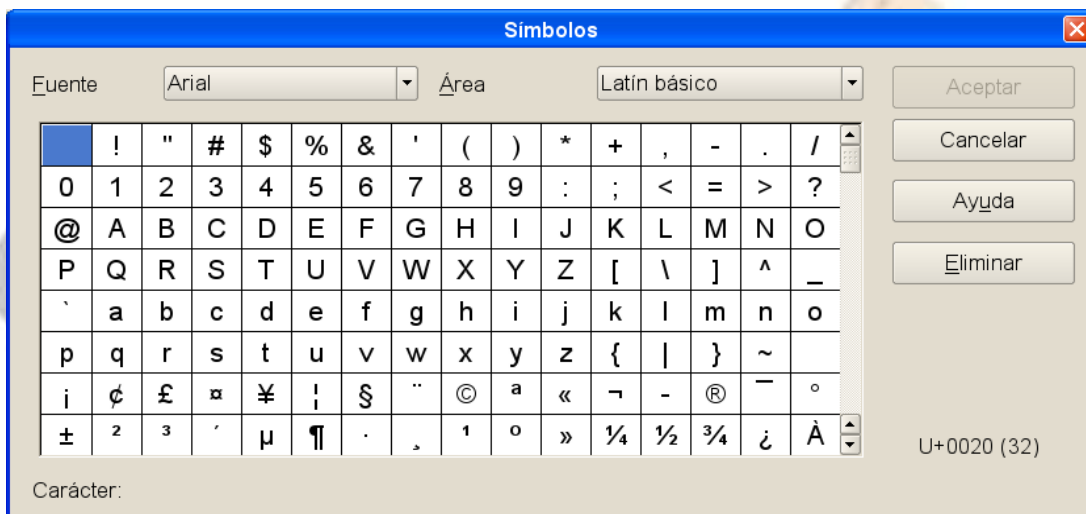 Símbolos
Fuente Arial Área Latín básico Aceptar
! " # $ % & ' ( ) * + , - . / Cancelar
0 1 2 3 4 5 6 7 8 9 : ; < = > ? Ayuda
@ A B C D E F G H I J K L M N O
P Q R S T U V W X Y Z [ \ ] ^ _ Eliminar
` a b c d e f g h i j k l m n o
p q r s t u v w x y z { | } ~
¡ ¢ £ ¤ ¥ ¦ § ¨ © ª « ¬ - ® ¯ °
± ² ³ ´ µ ¶ · ¸ ¹ º » ¼ ½ ¾ ¿ À
U+0020 (32)
Carácter: